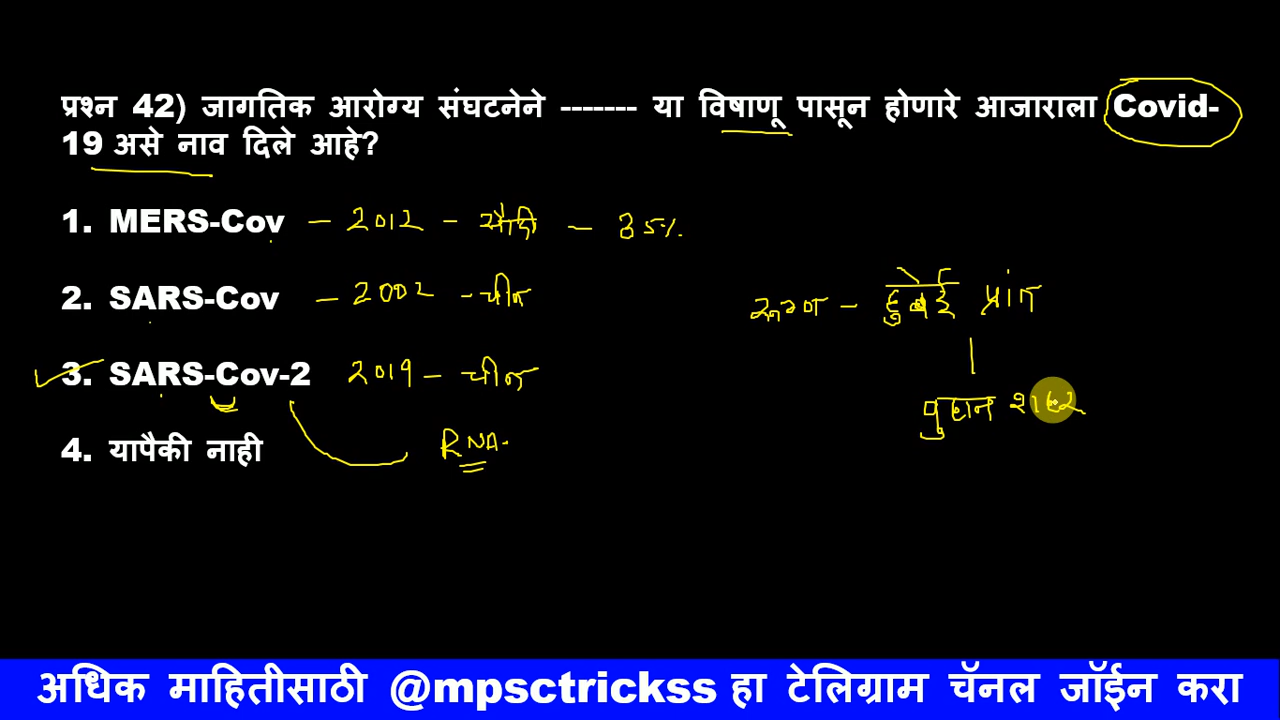 प्रश्न 42) जागतिक आरोग्य संघटनेने ------- या विषाणू पासून होणारे आजाराला Covid-
19 असे नाव दिले आहे?
1. MERS-Cov – 2012 - सौदी – 35%.
2. SARS-Cov – 2002 - चीन
रुग्ण – हुबेई प्रांत
3. SARS-Cov-2 2019 – चीन
वुहान शहर
4. यापैकी नाही RNA.
अधिक माहितीसाठी @mpsctrickss हा टेलिग्राम चॅनल जॉईन करा